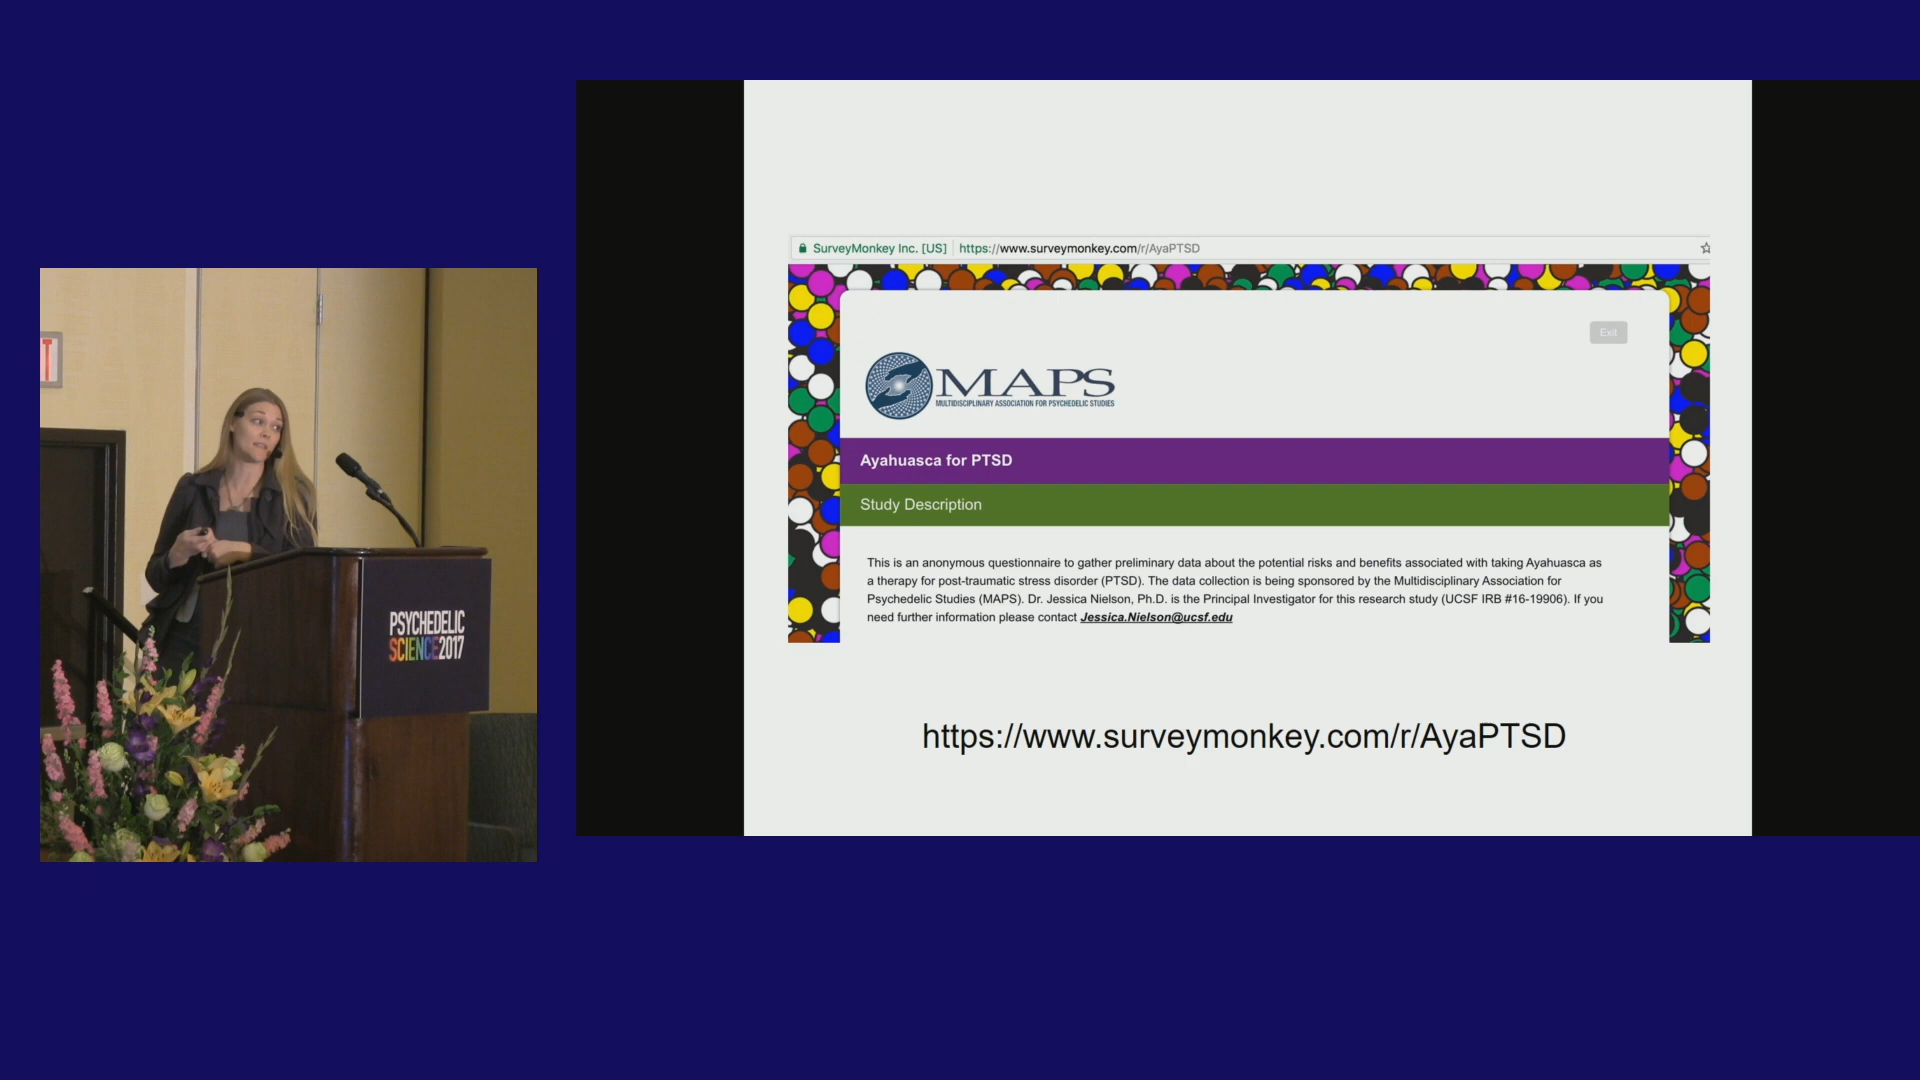 T
PSYCHEDELIC
SCIENCE2017
SurveyMonkey Inc. [US] https://www.surveymonkey.com/r/AyaPTSD
Exit
MAPS
MULTIDISCIPLINARY ASSOCIATION FOR PSYCHEDELIC STUDIES
Ayahuasca for PTSD
Study Description
This is an anonymous questionnaire to gather preliminary data about the potential risks and benefits associated with taking Ayahuasca as
a therapy for post-traumatic stress disorder (PTSD). The data collection is being sponsored by the Multidisciplinary Association for
Psychedelic Studies (MAPS). Dr. Jessica Nielson, Ph.D. is the Principal Investigator for this research study (UCSF IRB #16-19906). If you
need further information please contact Jessica.Nielson@ucsf.edu
https://www.surveymonkey.com/r/AyaPTSD